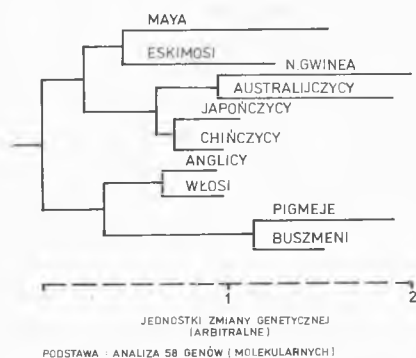 MAYA
ESKIMOSI
N.GWINEA
AUSTRALIJCZYCY
JAPOŃCZYCY
CHIŃCZYCY
ANGLICY
WŁOSI
PIGMEJE
BUSZMENI
1
2
JEDNOSTKI ZMIANY GENETYCZNEJ
(ARBITRALNE)
PODSTAWA : ANALIZA 58 GENÓW (MOLEKULARNYCH)